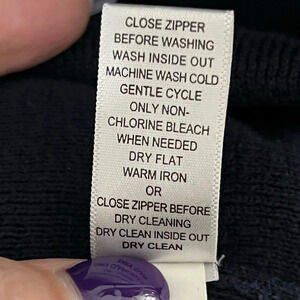 CLOSE ZIPPER
BEFORE WASHING
WASH INSIDE OUT
MACHINE WASH COLD
GENTLE CYCLE
ONLY NON-
CHLORINE BLEACH
WHEN NEEDED
DRY FLAT
WARM IRON
OR
CLOSE ZIPPER BEFORE
DRY CLEANING
DRY CLEAN INSIDE OUT
DRY CLEAN